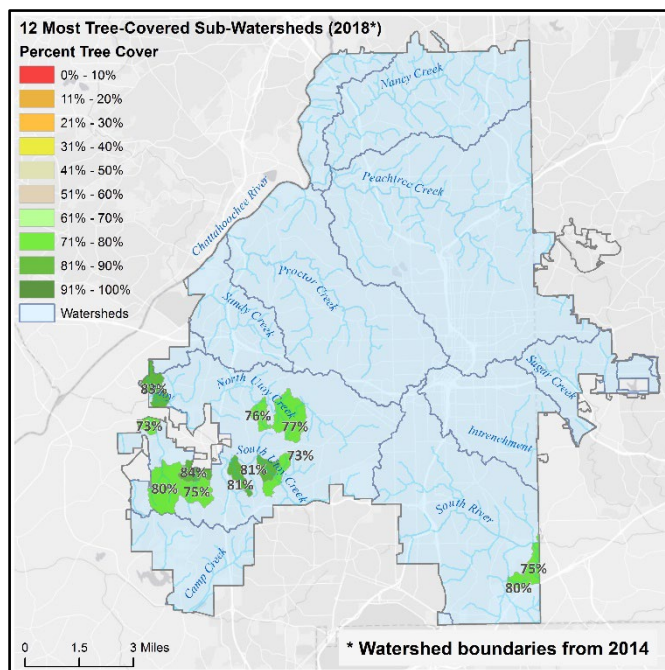 12 Most Tree-Covered Sub-Watersheds (2018*)
Percent Tree Cover
0% - 10%
11% - 20%
21% - 30%
31% - 40%
41% - 50%
51% - 60%
61% - 70%
71% - 80%
81% - 90%
91% - 100%
Watersheds
Nancy Creek
Peachtree Creek
Chattahoochee River
Proctor Creek
Sandy Creek
Sugar Creek
83%
North Utoy Creek
76%
77%
73%
Intrenchment
South Utoy Creek
73%
84%
81%
80%
75%
81%
South River
Camp Creek
75%
80%
0 1.5 3 Miles
* Watershed boundaries from 2014